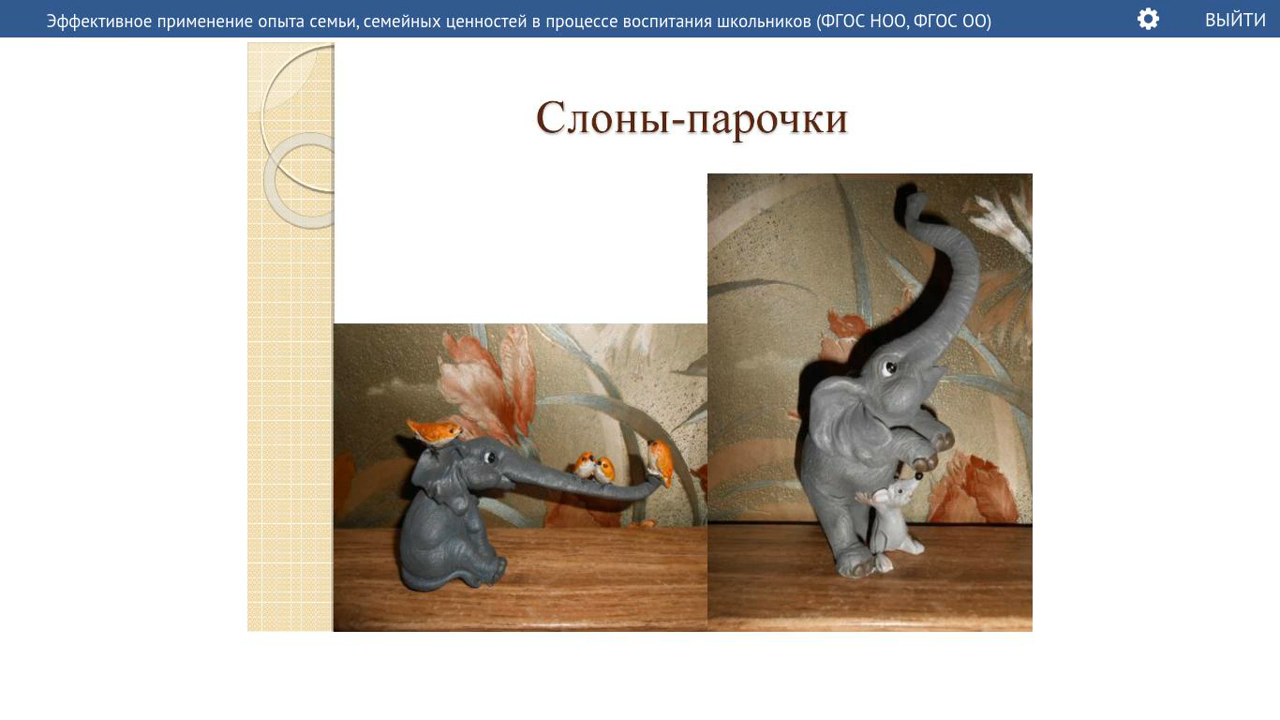 Эффективное применение опыта семьи, семейных ценностей в процессе воспитания школьников (ФГОС НОО, ФГОС ОО)
ВЫЙТИ
Слоны-парочки